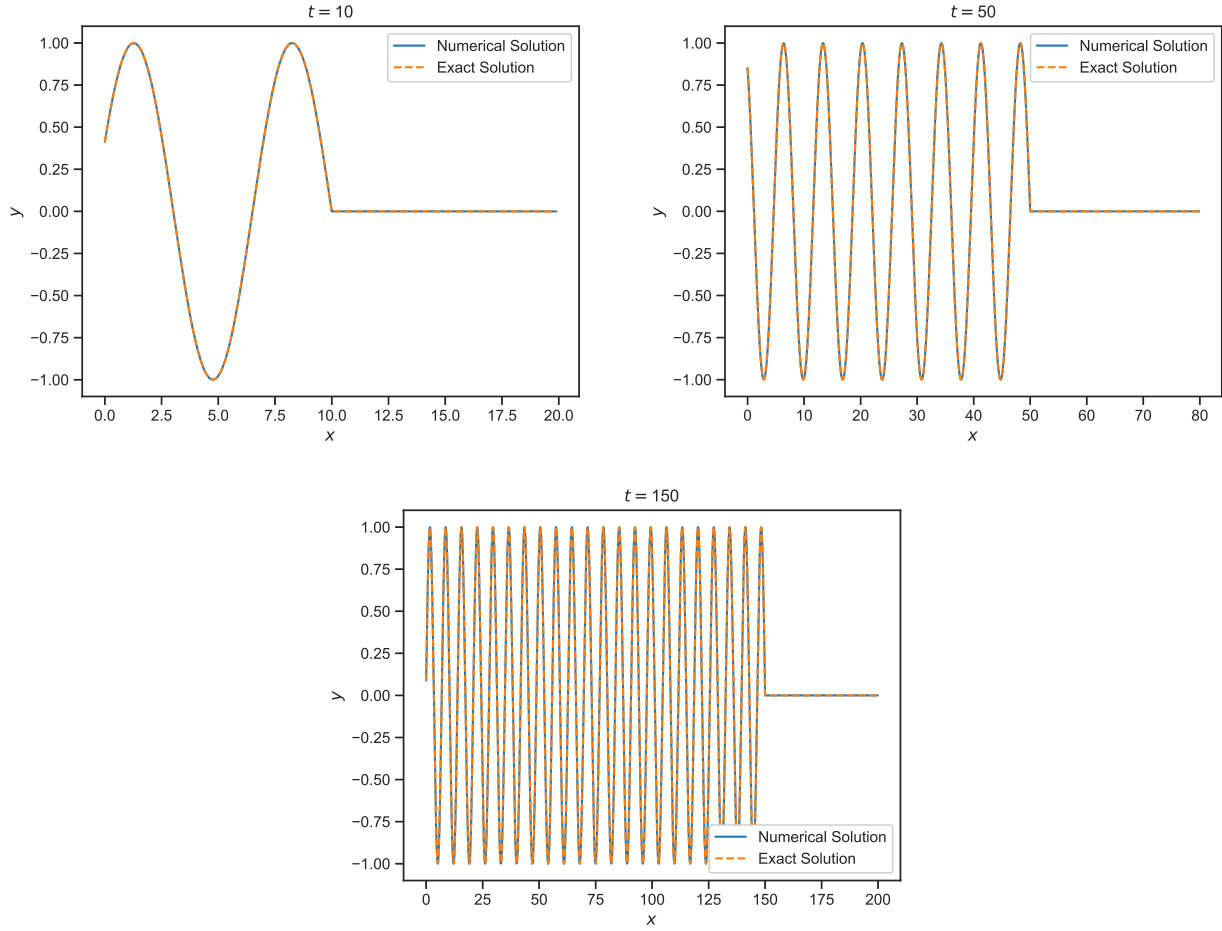 t = 10
1.00
0.75
0.50
0.25
0.00
−0.25
−0.50
−0.75
−1.00
y
0.0 2.5 5.0 7.5 10.0 12.5 15.0 17.5 20.0
x
Numerical Solution
Exact Solution
t = 50
1.00
0.75
0.50
0.25
0.00
−0.25
−0.50
−0.75
−1.00
y
0 10 20 30 40 50 60 70 80
x
Numerical Solution
Exact Solution
t = 150
1.00
0.75
0.50
0.25
0.00
−0.25
−0.50
−0.75
−1.00
y
0 25 50 75 100 125 150 175 200
x
Numerical Solution
Exact Solution